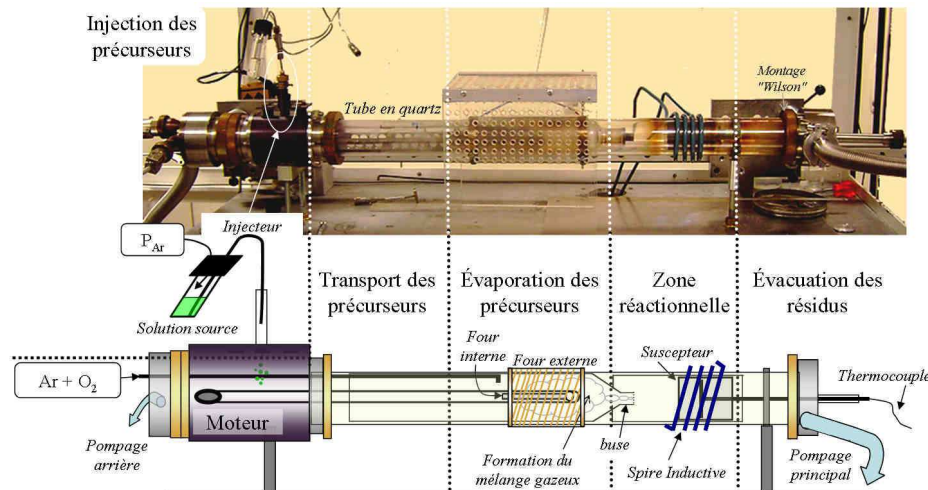 Injection des
précurseurs
Tube en quartz
Montage
"Wilson"
P_Ar
Injecteur
Solution source
Transport des
précurseurs
Évaporation des
précurseurs
Zone
réactionnelle
Évacuation des
résidus
Ar + O₂
Four
interne
Four externe
Suscepteur
Thermocouple
Moteur
Pompage
arrière
Formation du
mélange gazeux
buse
Spire Inductive
Pompage
principal